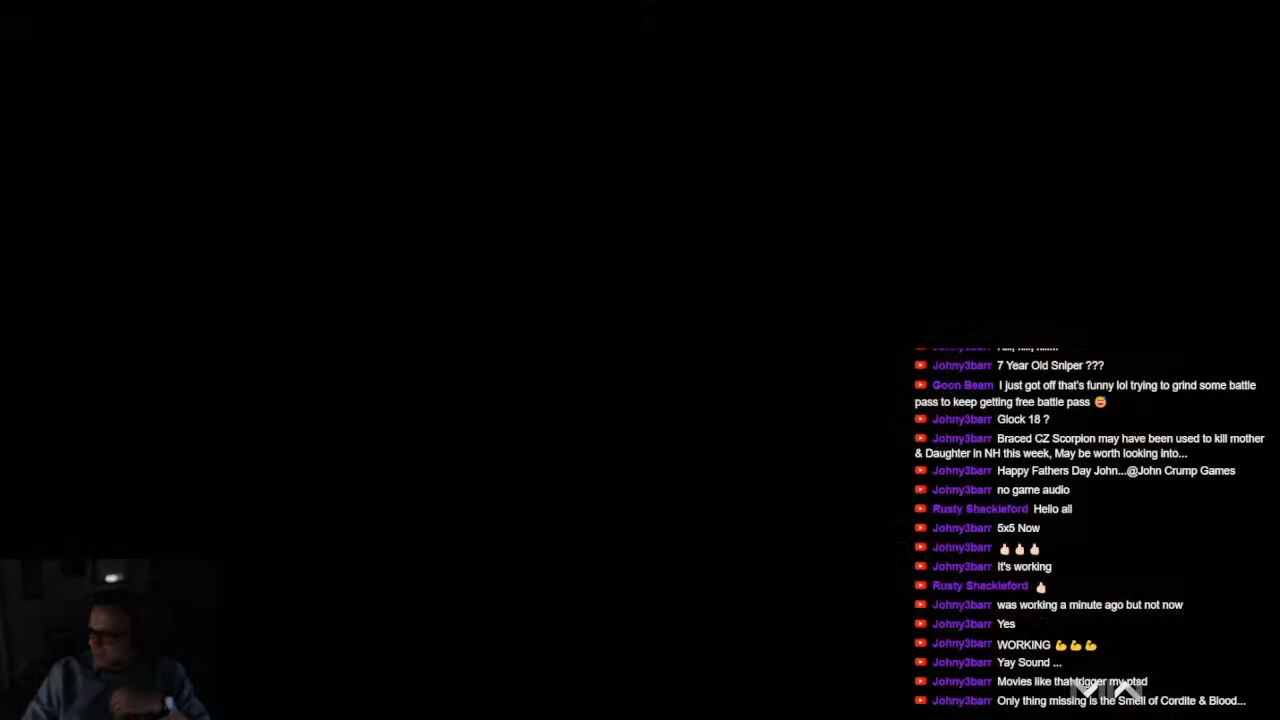 Johny3barr
Johny3barr 7 Year Old Sniper ???
Goon Beam I just got off that's funny lol trying to grind some battle
pass to keep getting free battle pass 😅
Johny3barr Glock 18 ?
Johny3barr Braced CZ Scorpion may have been used to kill mother
& Daughter in NH this week, May be worth looking into...
Johny3barr Happy Fathers Day John...@John Crump Games
Johny3barr no game audio
Rusty Shackleford Hello all
Johny3barr 5x5 Now
Johny3barr 👍🏻👍🏻👍🏻
Johny3barr It's working
Rusty Shackleford 👍🏻
Johny3barr was working a minute ago but not now
Johny3barr Yes
Johny3barr WORKING 💪💪💪
Johny3barr Yay Sound ...
Johny3barr Movies like that trigger my ptsd
Johny3barr Only thing missing is the Smell of Cordite & Blood...